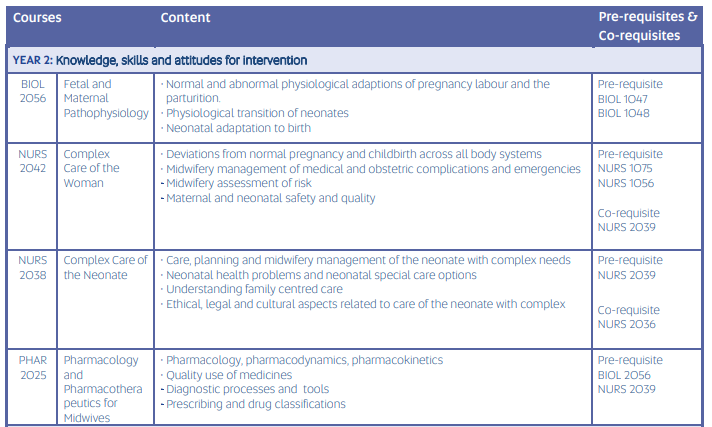 Courses Content Pre-requisites &
Co-requisites
YEAR 2: Knowledge, skills and attitudes for intervention
BIOL
2056
Fetal and
Maternal
Pathophysiology
· Normal and abnormal physiological adaptions of pregnancy labour and the
parturition.
· Physiological transition of neonates
· Neonatal adaptation to birth
Pre-requisite
BIOL 1047
BIOL 1048
NURS
2042
Complex
Care of the
Woman
· Deviations from normal pregnancy and childbirth across all body systems
· Midwifery management of medical and obstetric complications and emergencies
- Midwifery assessment of risk
- Maternal and neonatal safety and quality
Pre-requisite
NURS 1075
NURS 1056
Co-requisite
NURS 2039
NURS
2038
Complex Care of
the Neonate
· Care, planning and midwifery management of the neonate with complex needs
· Neonatal health problems and neonatal special care options
· Understanding family centred care
· Ethical, legal and cultural aspects related to care of the neonate with complex
Pre-requisite
NURS 2039
Co-requisite
NURS 2036
PHAR
2025
Pharmacology
and
Pharmacothera
peutics for
Midwives
· Pharmacology, pharmacodynamics, pharmacokinetics
· Quality use of medicines
- Diagnostic processes and tools
- Prescribing and drug classifications
Pre-requisite
BIOL 2056
NURS 2039